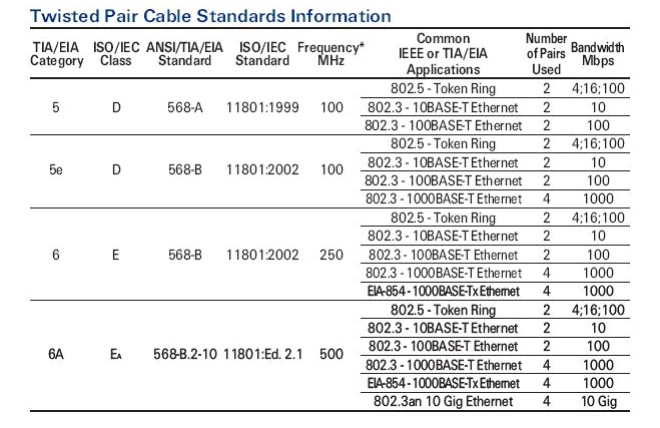 Twisted Pair Cable Standards Information
TIA/EIA Category ISO/IEC Class ANSI/TIA/EIA Standard ISO/IEC Standard Frequency* MHz Common IEEE or TIA/EIA Applications Number of Pairs Used Bandwidth Mbps
802.5 - Token Ring 2 4;16;100
5 D 568-A 11801:1999 100 802.3 - 10BASE-T Ethernet 2 10
802.3 - 100BASE-T Ethernet 2 100
802.5 - Token Ring 2 4;16;100
802.3 - 10BASE-T Ethernet 2 10
5e D 568-B 11801:2002 100
802.3 - 100BASE-T Ethernet 2 100
802.3 - 1000BASE-T Ethernet 4 1000
802.5 - Token Ring 2 4;16;100
802.3 - 10BASE-T Ethernet 2 10
6 E 568-B 11801:2002 250 802.3 - 100BASE-T Ethernet 2 100
802.3 - 1000BASE-T Ethernet 4 1000
EIA-854 - 1000BASE-Tx Ethernet 4 1000
802.5 - Token Ring 2 4;16;100
802.3 - 10BASE-T Ethernet 2 10
802.3 - 100BASE-T Ethernet 2 100
6A EA 568-B.2-10 11801:Ed. 2.1 500
802.3 - 1000BASE-T Ethernet 4 1000
EIA-854 - 1000BASE-Tx Ethernet 4 1000
802.3an 10 Gig Ethernet 4 10 Gig